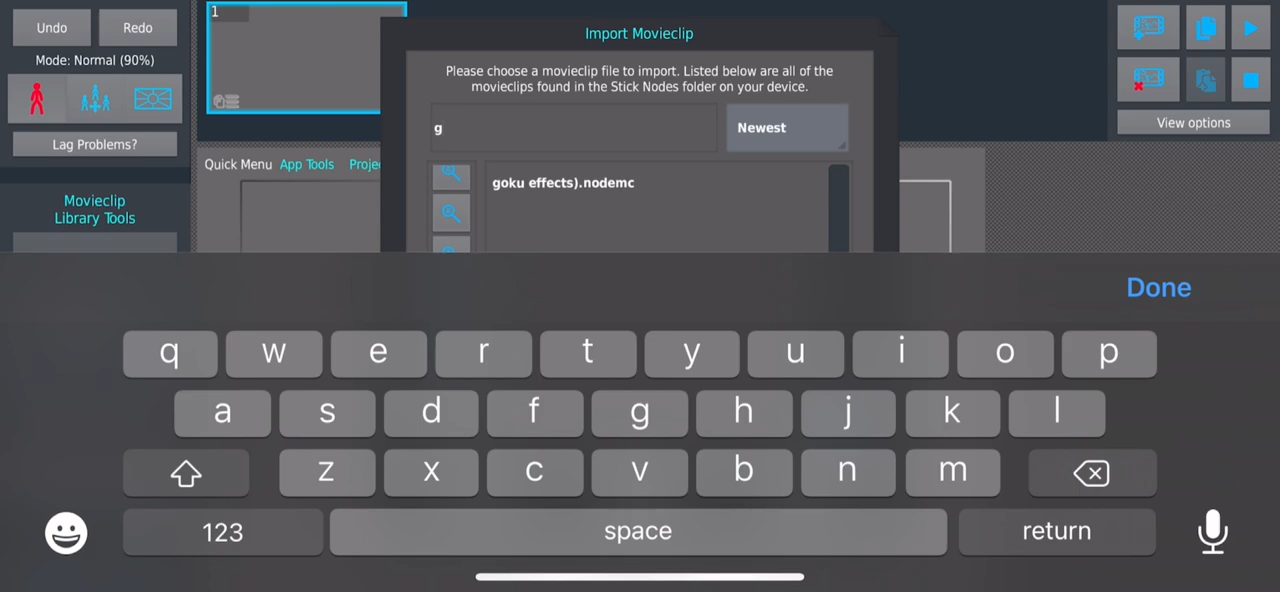 Undo
Redo
Mode: Normal (90%)
Lag Problems?
Movieclip
Library Tools
1
Quick Menu
App Tools
Import Movieclip
Please choose a movieclip file to import. Listed below are all of the
movieclips found in the Stick Nodes folder on your device.
g
Newest
goku effects).nodemc
View options
Done
q w e r t y u i o p
a s d f g h j k l
z x c v b n m
123
space
return